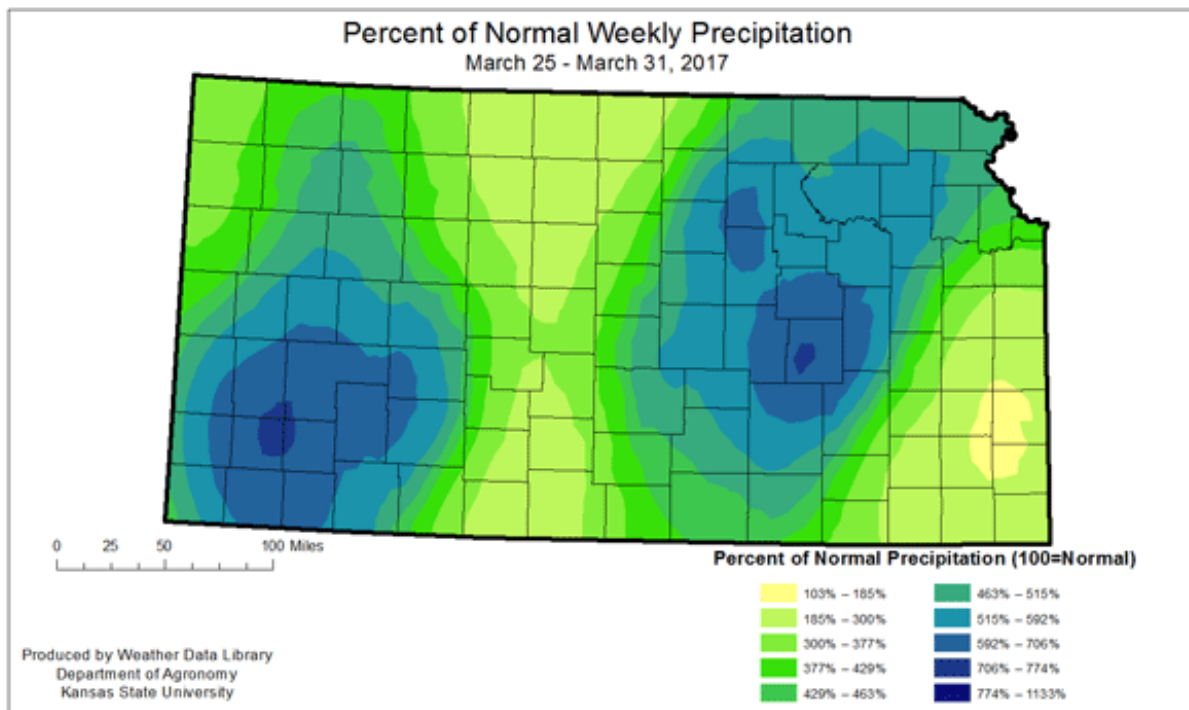 Percent of Normal Weekly Precipitation
March 25 - March 31, 2017
0 25 50 100 Miles
Percent of Normal Precipitation (100=Normal)
103% – 185%
185% – 300%
300% – 377%
377% – 429%
429% – 463%
463% – 515%
515% – 592%
592% – 706%
706% – 774%
774% – 1133%
Produced by Weather Data Library
Department of Agronomy
Kansas State University